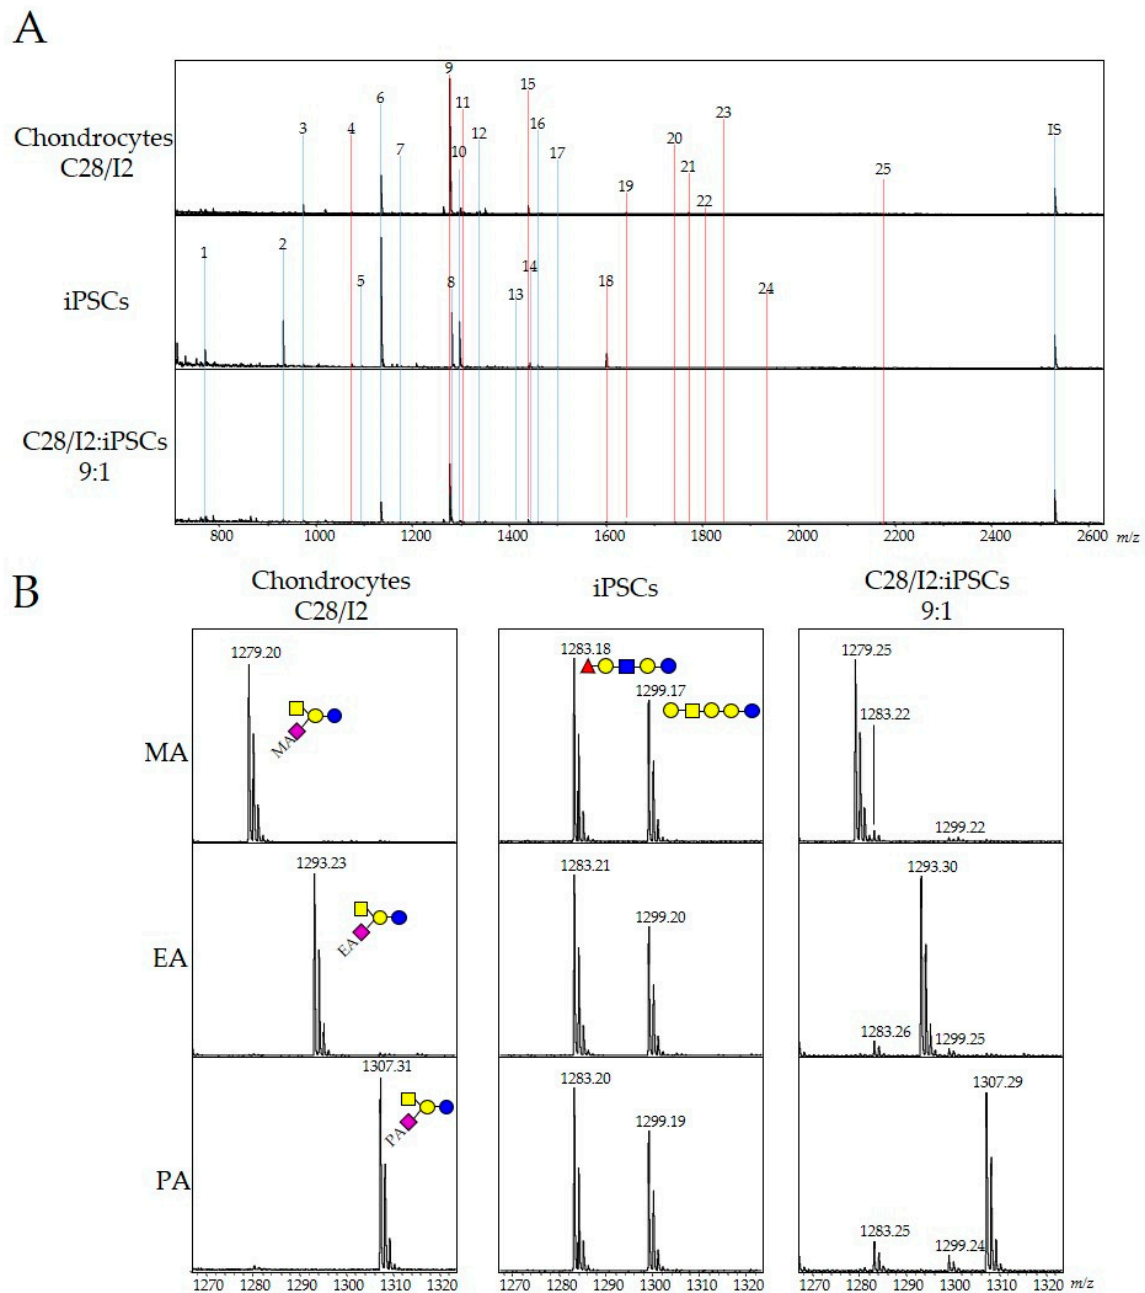 A
Chondrocytes
C28/I2
iPSCs
C28/I2:iPSCs
9:1
9
15
6
11
23
3
4
12
16
IS
7
10
17
20
21
25
19
22
1
2
5
8
14
13
18
24
800
1000
1200
1400
1600
1800
2000
2200
2400
2600
m/z
B
Chondrocytes
C28/I2
iPSCs
C28/I2:iPSCs
9:1
MA
1279.20
MA
1283.18
1299.17
1279.25
1283.22
1299.22
EA
1293.23
EA
1283.21
1299.20
1293.30
1283.26
1299.25
PA
1307.31
PA
1283.20
1299.19
1307.29
1283.25
1299.24
1270 1280 1290 1300 1310 1320
1270 1280 1290 1300 1310 1320
1270 1280 1290 1300 1310 1320 m/z